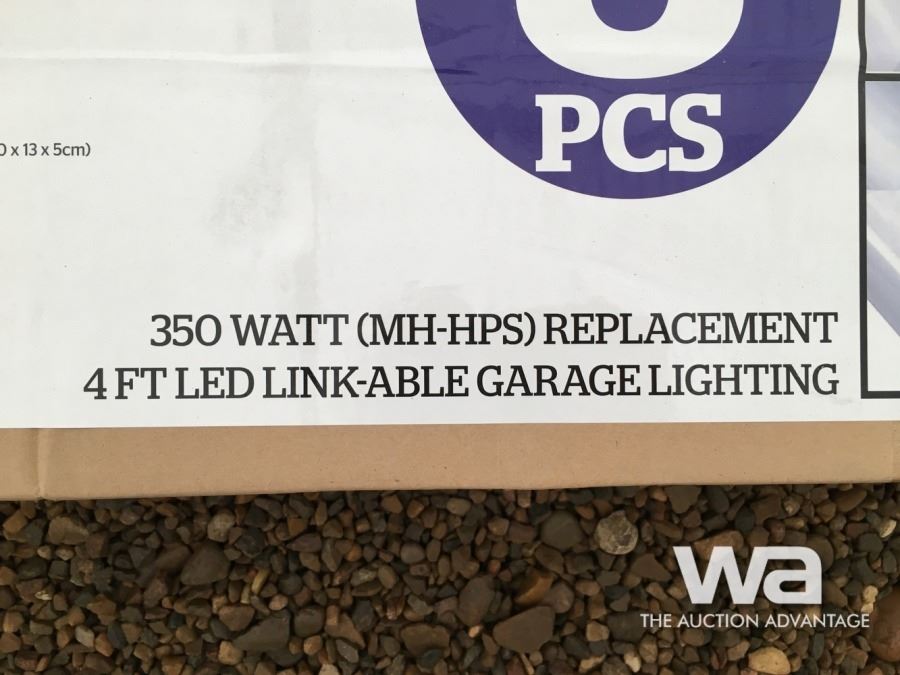 PCS
x 13 x 5cm)
350 WATT (MH-HPS) REPLACEMENT
4 FT LED LINK-ABLE GARAGE LIGHTING
wa
THE AUCTION ADVANTAGE